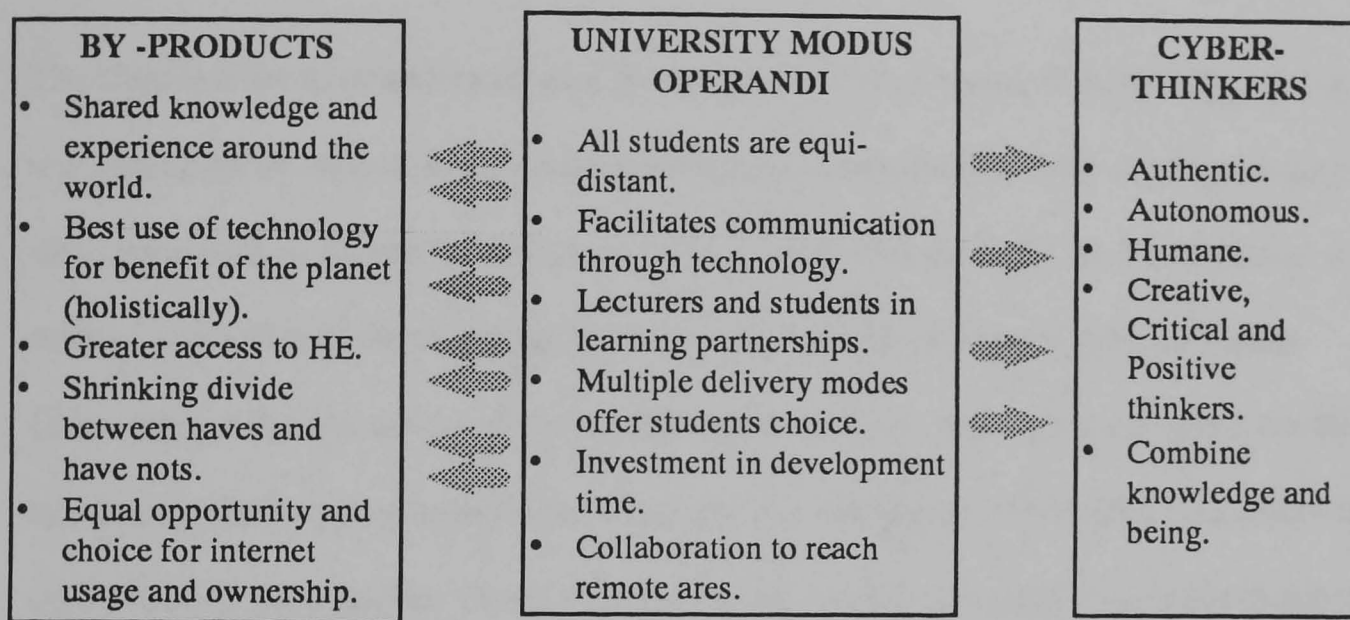 BY -PRODUCTS
• Shared knowledge and
experience around the
world.
• Best use of technology
for benefit of the planet
(holistically).
• Greater access to HE.
• Shrinking divide
between haves and
have nots.
• Equal opportunity and
choice for internet
usage and ownership.
UNIVERSITY MODUS
OPERANDI
• All students are equi-
distant.
• Facilitates communication
through technology.
• Lecturers and students in
learning partnerships.
• Multiple delivery modes
offer students choice.
• Investment in development
time.
• Collaboration to reach
remote ares.
CYBER-
THINKERS
• Authentic.
• Autonomous.
• Humane.
• Creative,
Critical and
Positive
thinkers.
• Combine
knowledge and
being.